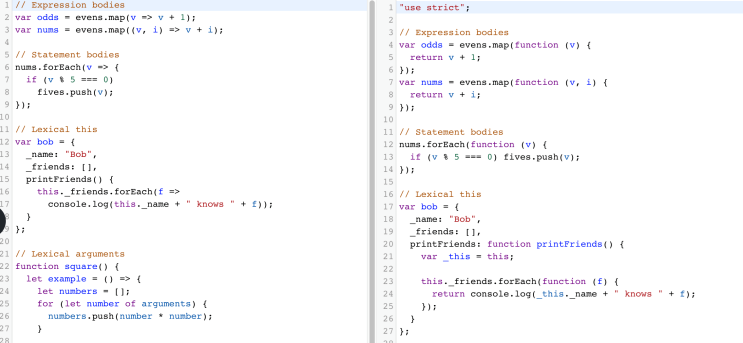 1 // Expression bodies
2 var odds = evens.map(v => v + 1);
3 var nums = evens.map((v, i) => v + i);
4
5 // Statement bodies
6 nums.forEach(v => {
7   if (v % 5 === 0)
8     fives.push(v);
9 });
10
11 // Lexical this
12 var bob = {
13   _name: "Bob",
14   _friends: [],
15   printFriends() {
16     this._friends.forEach(f =>
17       console.log(this._name + " knows " + f));
8   }
9 };
20
21 // Lexical arguments
22 function square() {
23   let example = () => {
24     let numbers = [];
25     for (let number of arguments) {
26       numbers.push(number * number);
27     }
28
1 "use strict";
2
3 // Expression bodies
4 var odds = evens.map(function (v) {
5   return v + 1;
6 });
7 var nums = evens.map(function (v, i) {
8   return v + i;
9 });
10
11 // Statement bodies
12 nums.forEach(function (v) {
13   if (v % 5 === 0) fives.push(v);
14 });
15
16 // Lexical this
17 var bob = {
18   _name: "Bob",
19   _friends: [],
20   printFriends: function printFriends() {
21     var _this = this;
22
23     this._friends.forEach(function (f) {
24       return console.log(_this._name + " knows " + f);
25     });
26   }
27 };